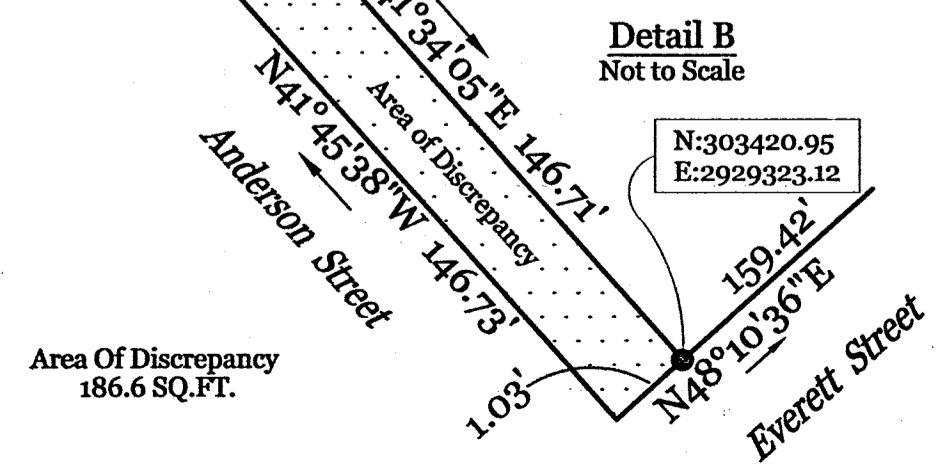 Detail B
Not to Scale
41°34'05"E 146.71'
Area of Discrepancy
N41°45'38"W 146.73'
Anderson Street
N:303420.95
E:2929323.12
159.42'
N48°10'36"E
Everett Street
1.03'
Area Of Discrepancy
186.6 SQ.FT.